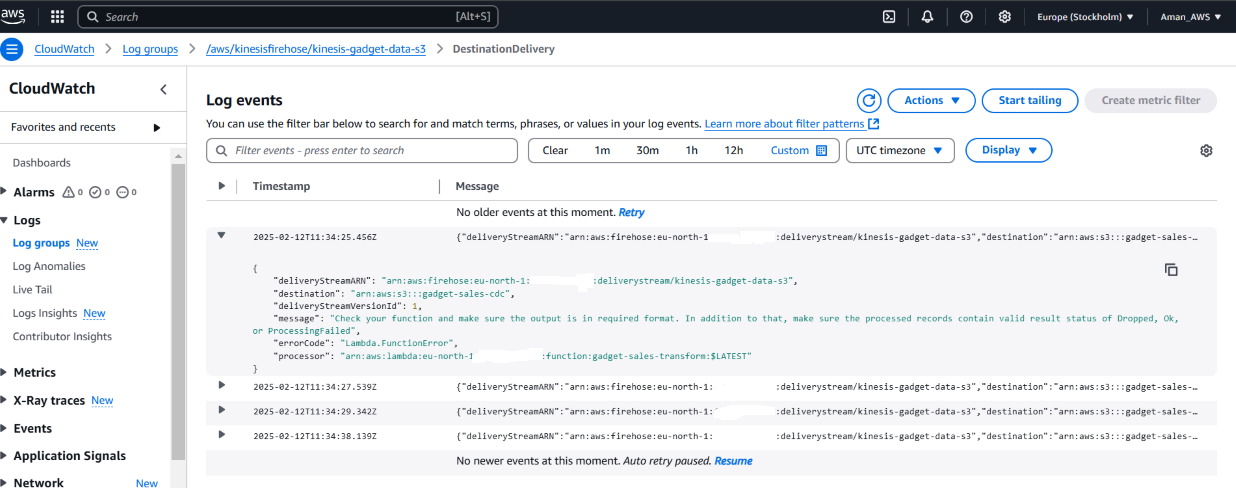 aws Search [Alt+S] Europe (Stockholm) Aman_AWS
CloudWatch Log groups /aws/kinesisfirehose/kinesis-gadget-data-s3 DestinationDelivery
CloudWatch
Favorites and recents
Dashboards
Alarms 0 0 0
Logs
Log groups New
Log Anomalies
Live Tail
Logs Insights New
Contributor Insights
Metrics
X-Ray traces New
Events
Application Signals
Network New
Log events
Actions Start tailing Create metric filter
You can use the filter bar below to search for and match terms, phrases, or values in your log events. Learn more about filter patterns
Filter events - press enter to search Clear 1m 30m 1h 12h Custom UTC timezone Display
Timestamp Message
No older events at this moment. Retry
2025-02-12T11:34:25.456Z {"deliveryStreamARN":"arn:aws:firehose:eu-north-1 :deliverystream/kinesis-gadget-data-s3","destination":"arn:aws:s3:::gadget-sales-…
{
"deliveryStreamARN": "arn:aws:firehose:eu-north-1: :deliverystream/kinesis-gadget-data-s3",
"destination": "arn:aws:s3:::gadget-sales-cdc",
"deliveryStreamVersionId": 1,
"message": "Check your function and make sure the output is in required format. In addition to that, make sure the processed records contain valid result status of Dropped, Ok,
or ProcessingFailed",
"errorCode": "Lambda.FunctionError",
"processor": "arn:aws:lambda:eu-north-1 :function:gadget-sales-transform:$LATEST"
}
2025-02-12T11:34:27.539Z {"deliveryStreamARN":"arn:aws:firehose:eu-north-1: :deliverystream/kinesis-gadget-data-s3","destination":"arn:aws:s3:::gadget-sales-…
2025-02-12T11:34:29.342Z {"deliveryStreamARN":"arn:aws:firehose:eu-north-1: :deliverystream/kinesis-gadget-data-s3","destination":"arn:aws:s3:::gadget-sales-…
2025-02-12T11:34:38.139Z {"deliveryStreamARN":"arn:aws:firehose:eu-north-1: :deliverystream/kinesis-gadget-data-s3","destination":"arn:aws:s3:::gadget-sales-…
No newer events at this moment. Auto retry paused. Resume